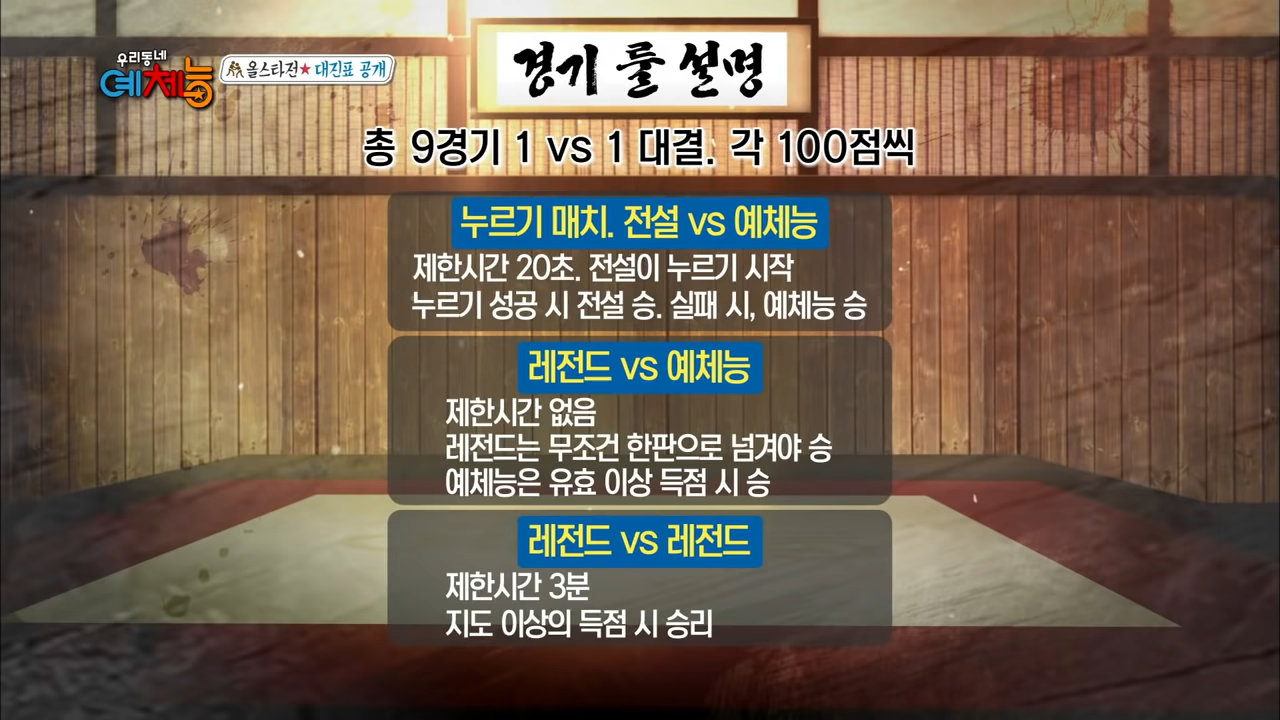 우리동네
예체능
올스타전★대진표 공개
경기 룰 설명
총 9경기 1 vs 1 대결. 각 100점씩
누르기 매치. 전설 vs 예체능
제한시간 20초. 전설이 누르기 시작
누르기 성공 시 전설 승. 실패 시, 예체능 승
레전드 vs 예체능
제한시간 없음
레전드는 무조건 한판으로 넘겨야 승
예체능은 유효 이상 득점 시 승
레전드 vs 레전드
제한시간 3분
지도 이상의 득점 시 승리